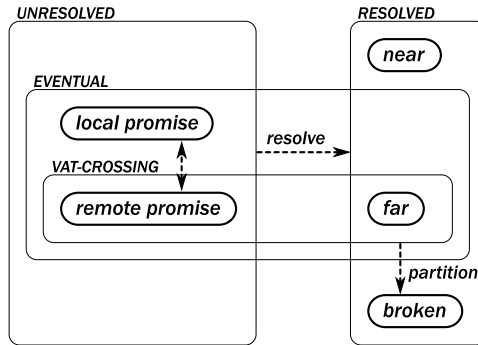 UNRESOLVED
RESOLVED
near
EVENTUAL
local promise
resolve
VAT-CROSSING
remote promise
far
partition
broken